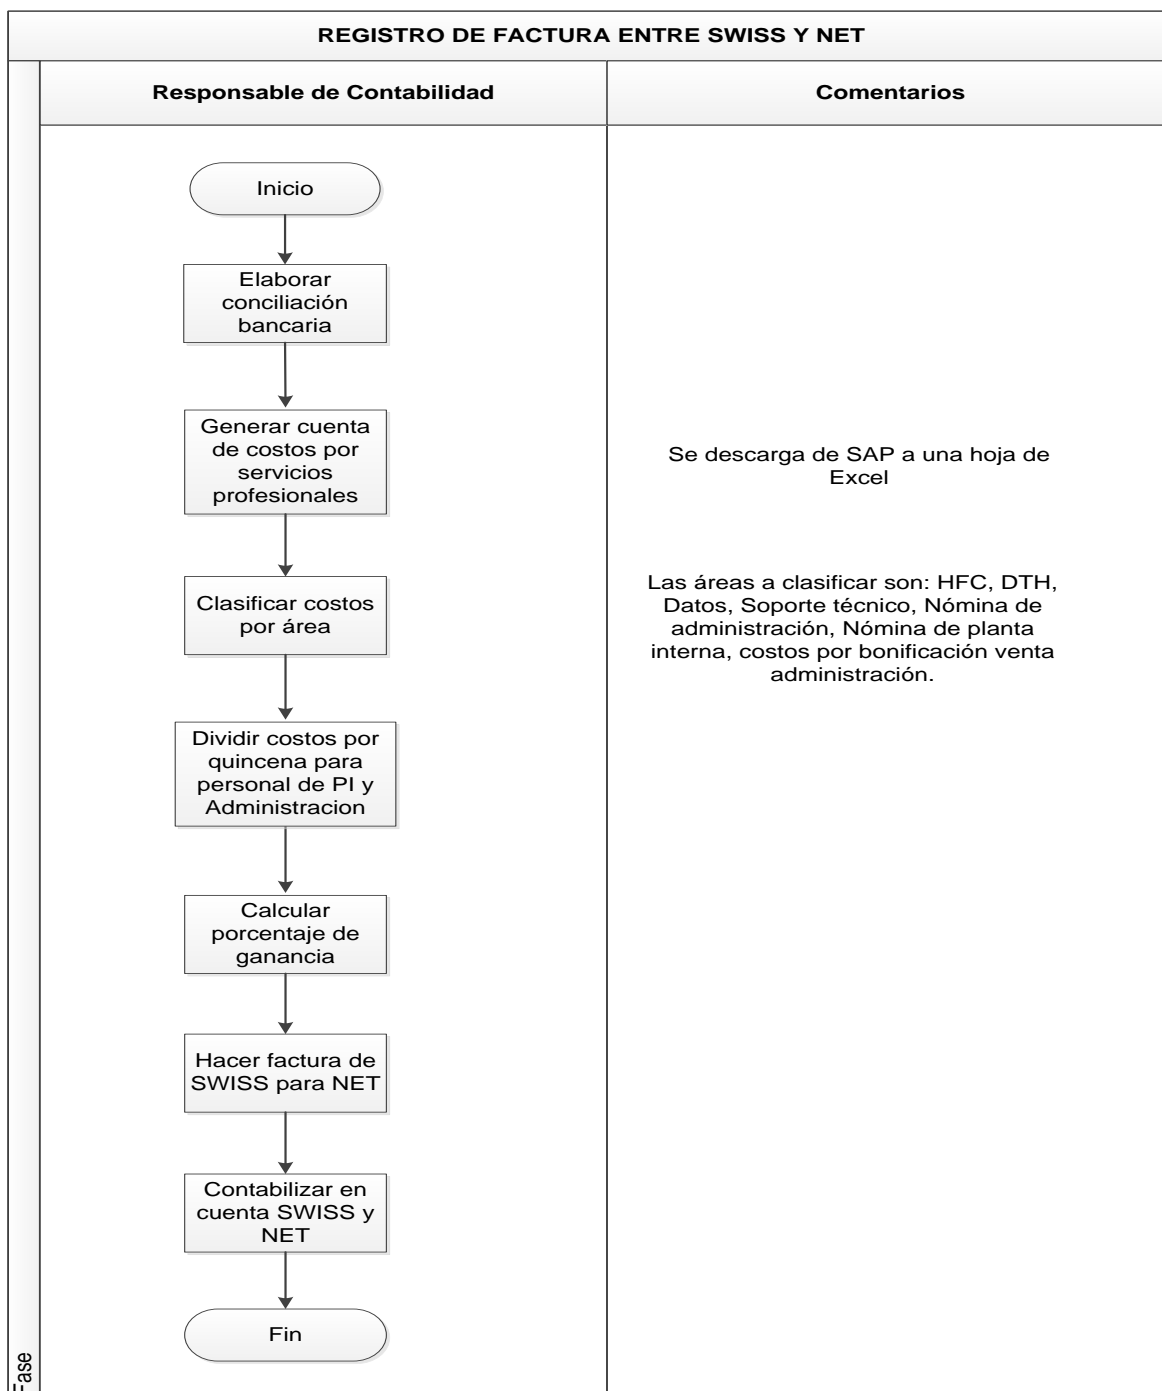 REGISTRO DE FACTURA ENTRE SWISS Y NET
Responsable de Contabilidad
Comentarios
Inicio
Elaborar
conciliación
bancaria
Generar cuenta
de costos por
servicios
profesionales
Se descarga de SAP a una hoja de
Excel
Clasificar costos
por área
Las áreas a clasificar son: HFC, DTH,
Datos, Soporte técnico, Nómina de
administración, Nómina de planta
interna, costos por bonificación venta
administración.
Dividir costos por
quincena para
personal de PI y
Administracion
Calcular
porcentaje de
ganancia
Hacer factura de
SWISS para NET
Contabilizar en
cuenta SWISS y
NET
Fin
Fase